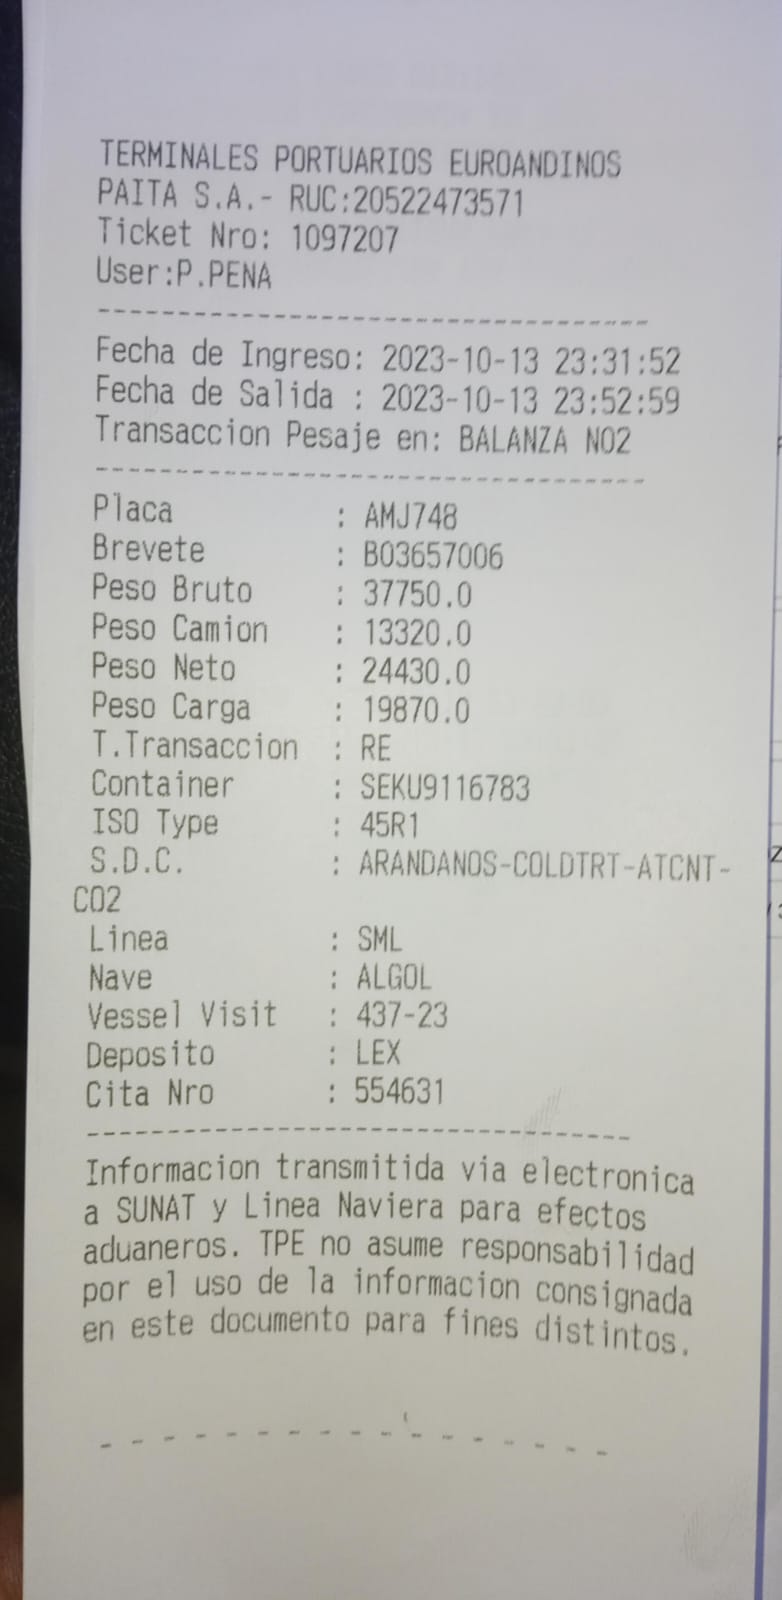 TERMINALES PORTUARIOS EUROANDINOS
PAITA S.A.- RUC:20522473571
Ticket Nro: 1097207
User:P.PENA
--------------------------------
Fecha de Ingreso: 2023-10-13 23:31:52
Fecha de Salida : 2023-10-13 23:52:59
Transaccion Pesaje en: BALANZA NO2
--------------------------------
Placa : AMJ748
Brevete : B03657006
Peso Bruto : 37750.0
Peso Camion : 13320.0
Peso Neto : 24430.0
Peso Carga : 19870.0
T.Transaccion : RE
Container : SEKU9116783
ISO Type : 45R1
S.D.C. : ARANDANOS-COLDTRT-ATCNT-
CO2
Linea : SML
Nave : ALGOL
Vessel Visit : 437-23
Deposito : LEX
Cita Nro : 554631
--------------------------------
Informacion transmitida via electronica
a SUNAT y Linea Naviera para efectos
aduaneros. TPE no asume responsabilidad
por el uso de la informacion consignada
en este documento para fines distintos.
- - - - - - - - - - - - - - - - -